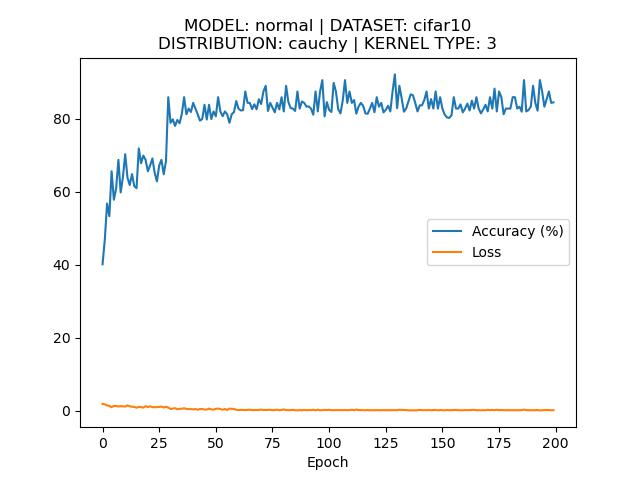 MODEL: normal | DATASET: cifar10
DISTRIBUTION: cauchy | KERNEL TYPE: 3
80
60
40
20
0
Accuracy (%)
Loss
0 25 50 75 100 125 150 175 200
Epoch